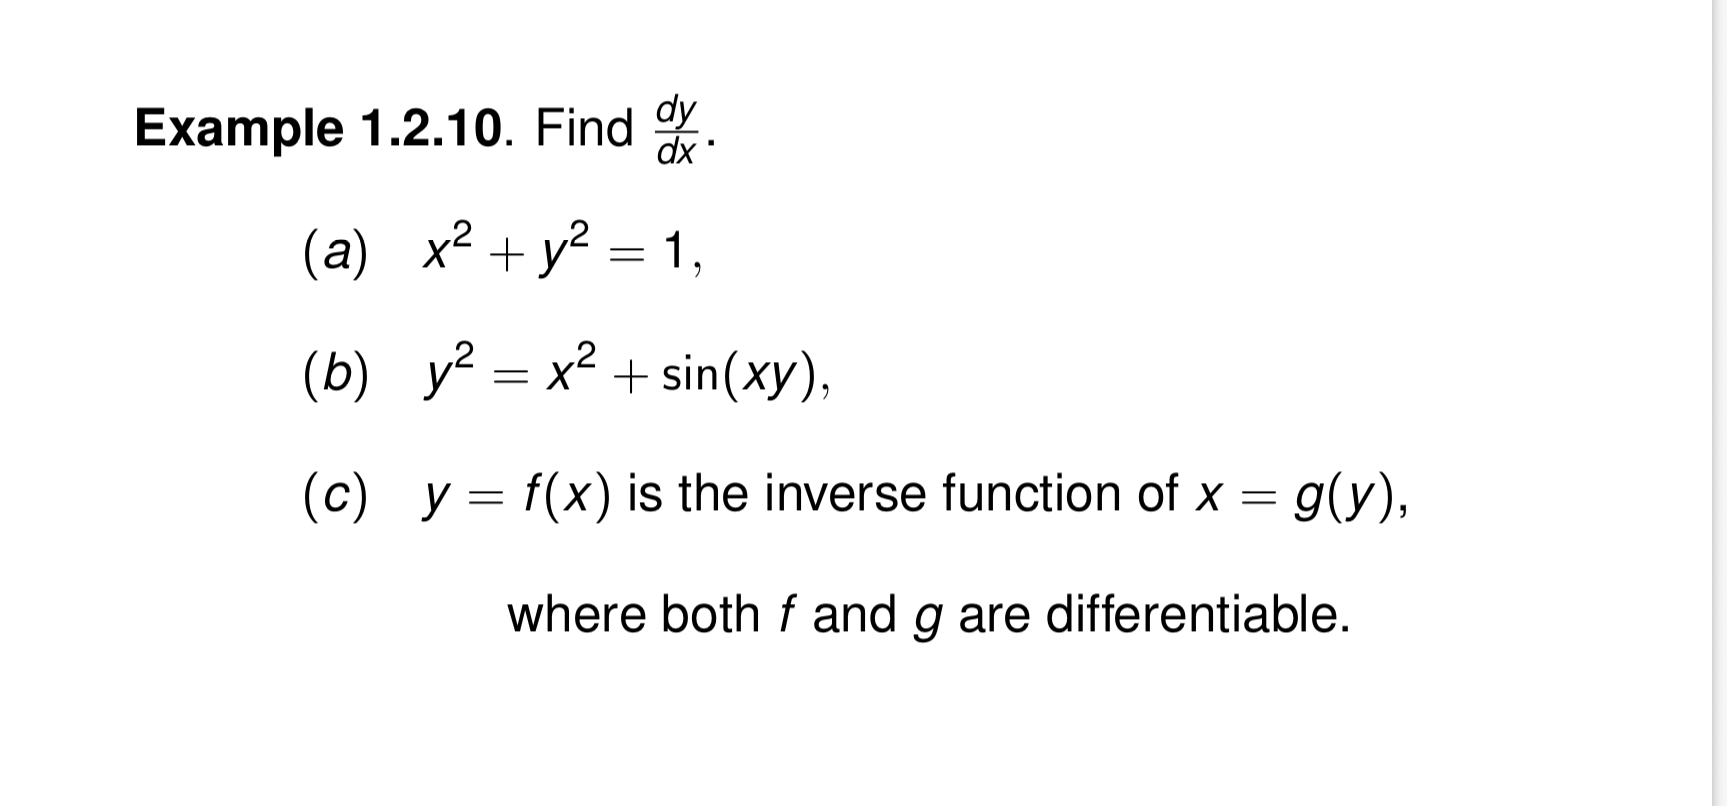 Example 1.2.10. Find dy/dx.
(a) x² + y² = 1,
(b) y² = x² + sin(xy),
(c) y = f(x) is the inverse function of x = g(y),
where both f and g are differentiable.